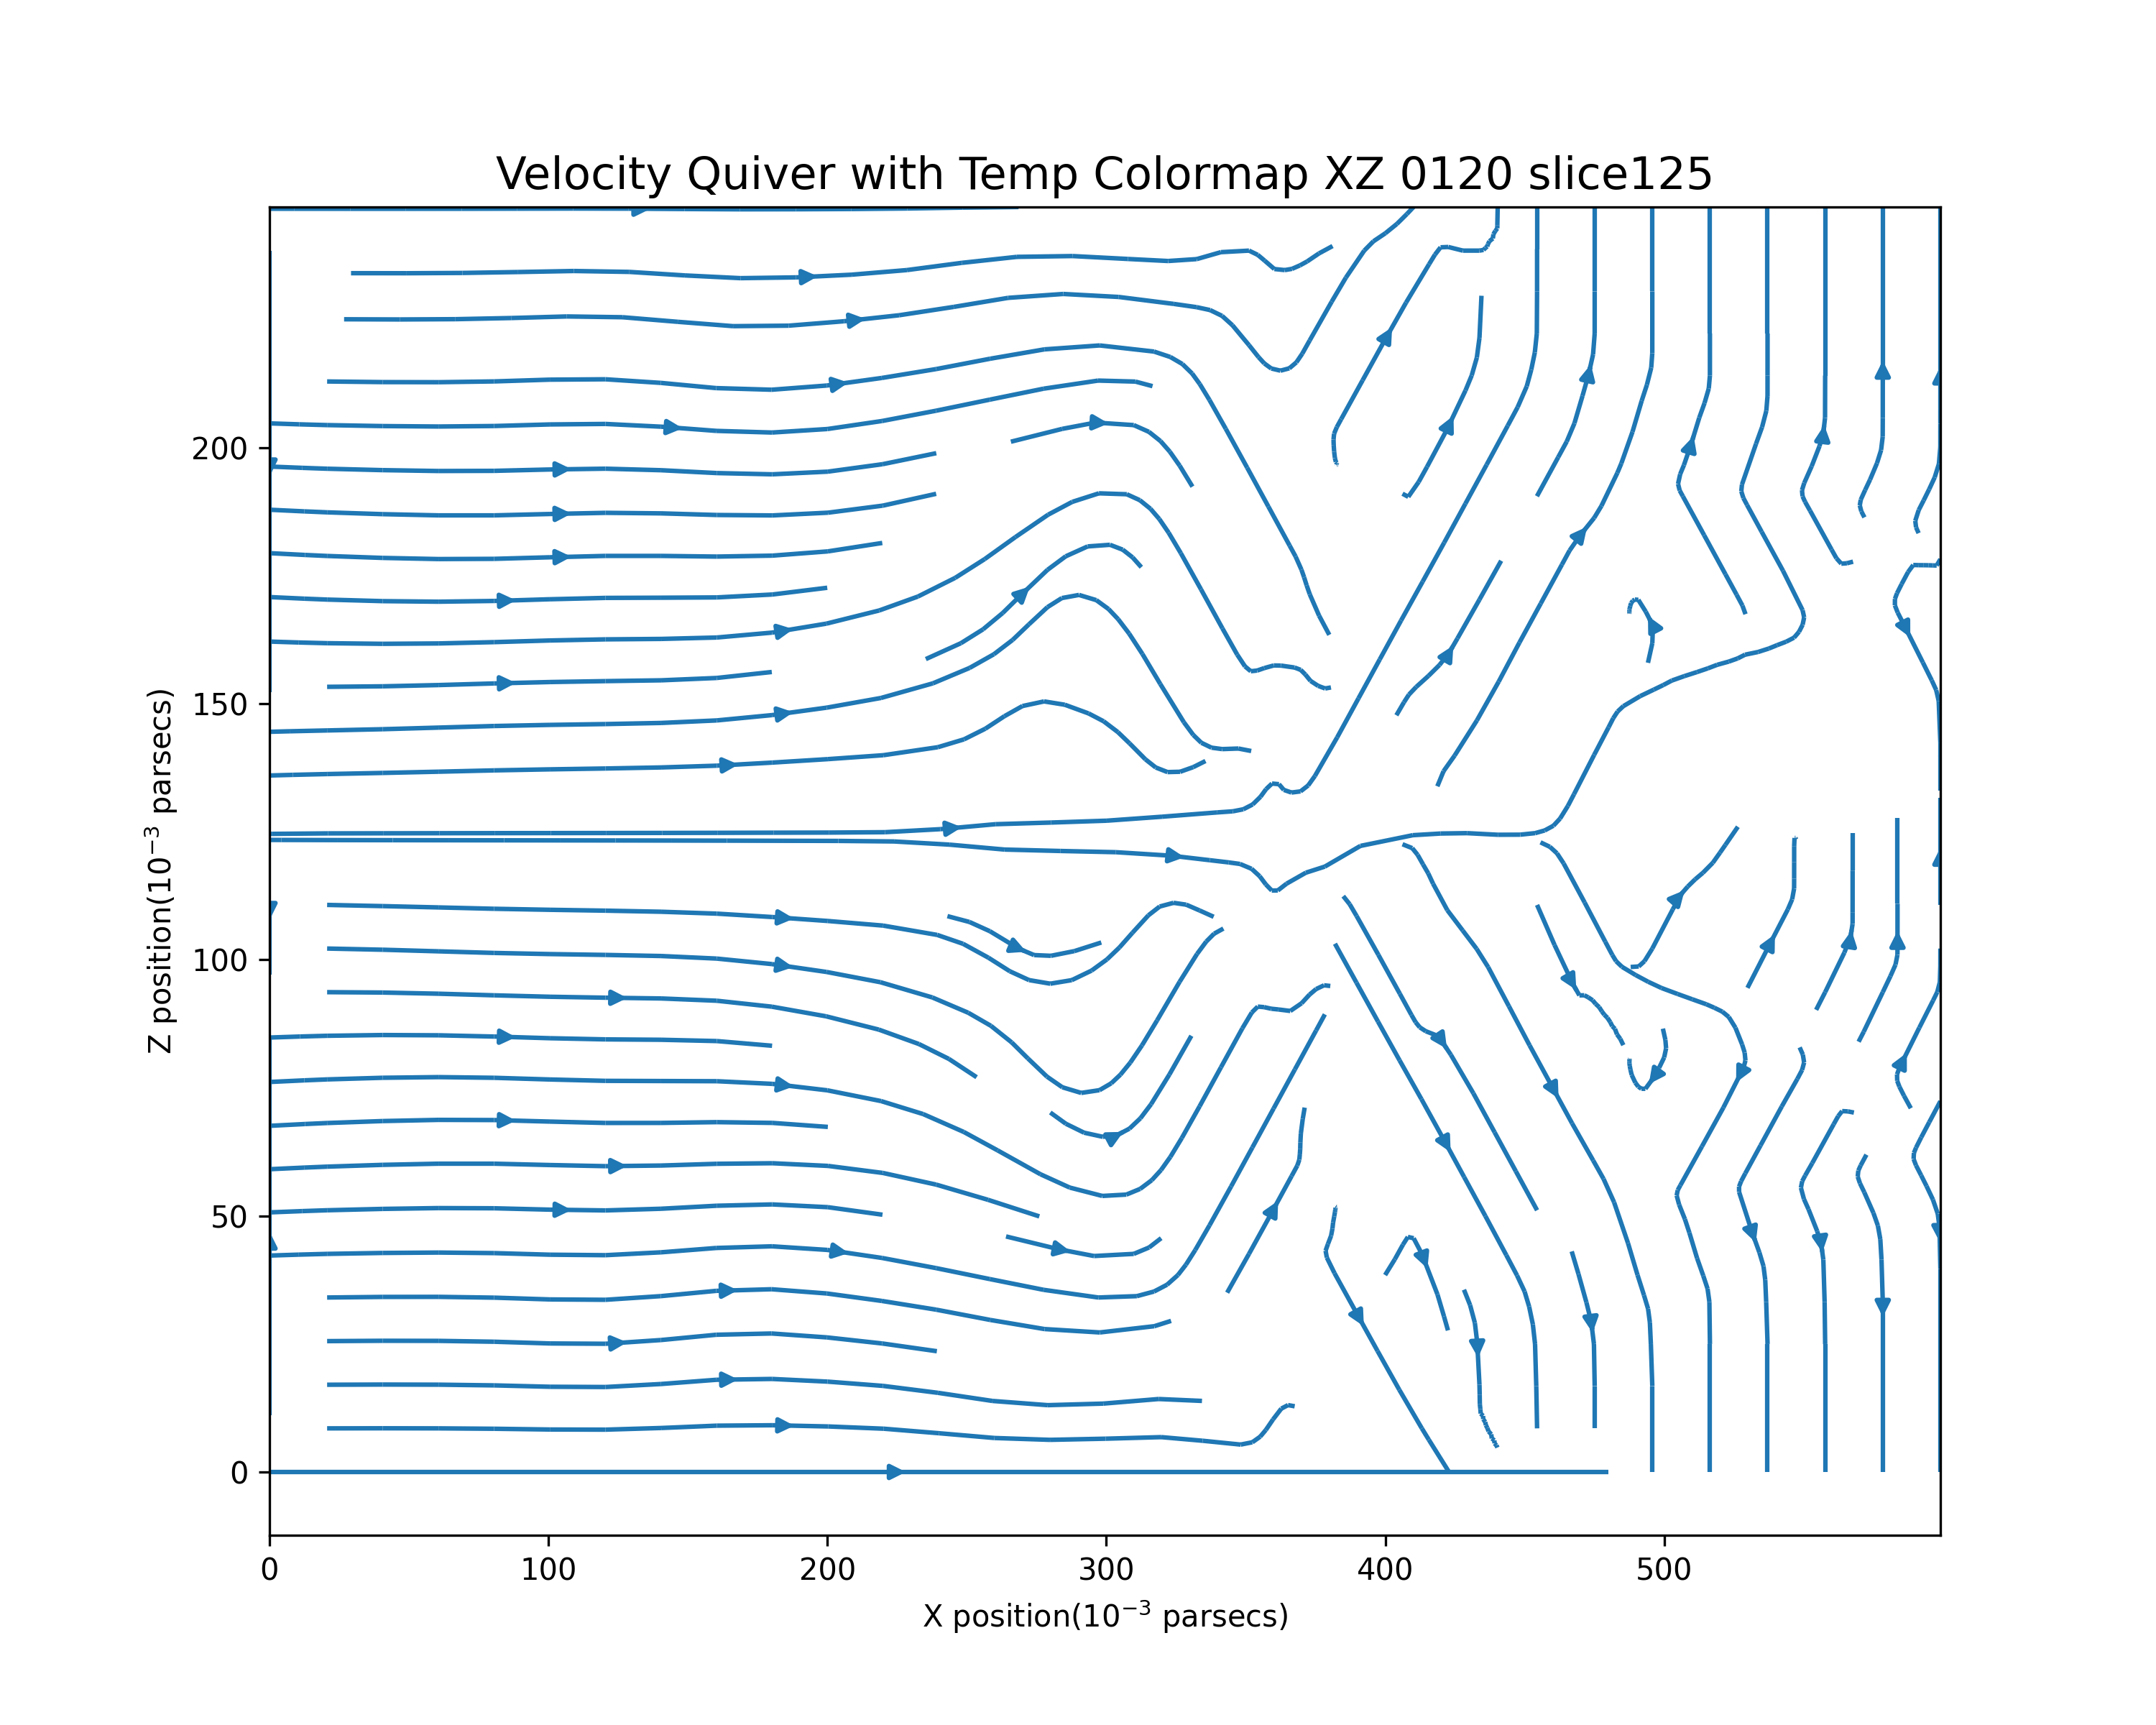 Velocity Quiver with Temp Colormap XZ 0120 slice125
Z position(10⁻³ parsecs)
200
150
100
50
0
0 100 200 300 400 500
X position(10⁻³ parsecs)